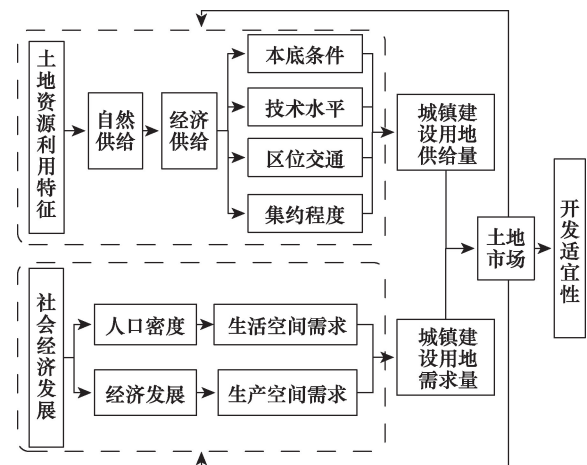 土地资源利用特征
自然
供给
经济
供给
本底条件
技术水平
区位交通
集约程度
城镇建
设用地
供给量
社会经济发展
人口密度
生活空间需求
经济发展
生产空间需求
城镇建
设用地
需求量
土地
市场
开发适宜性